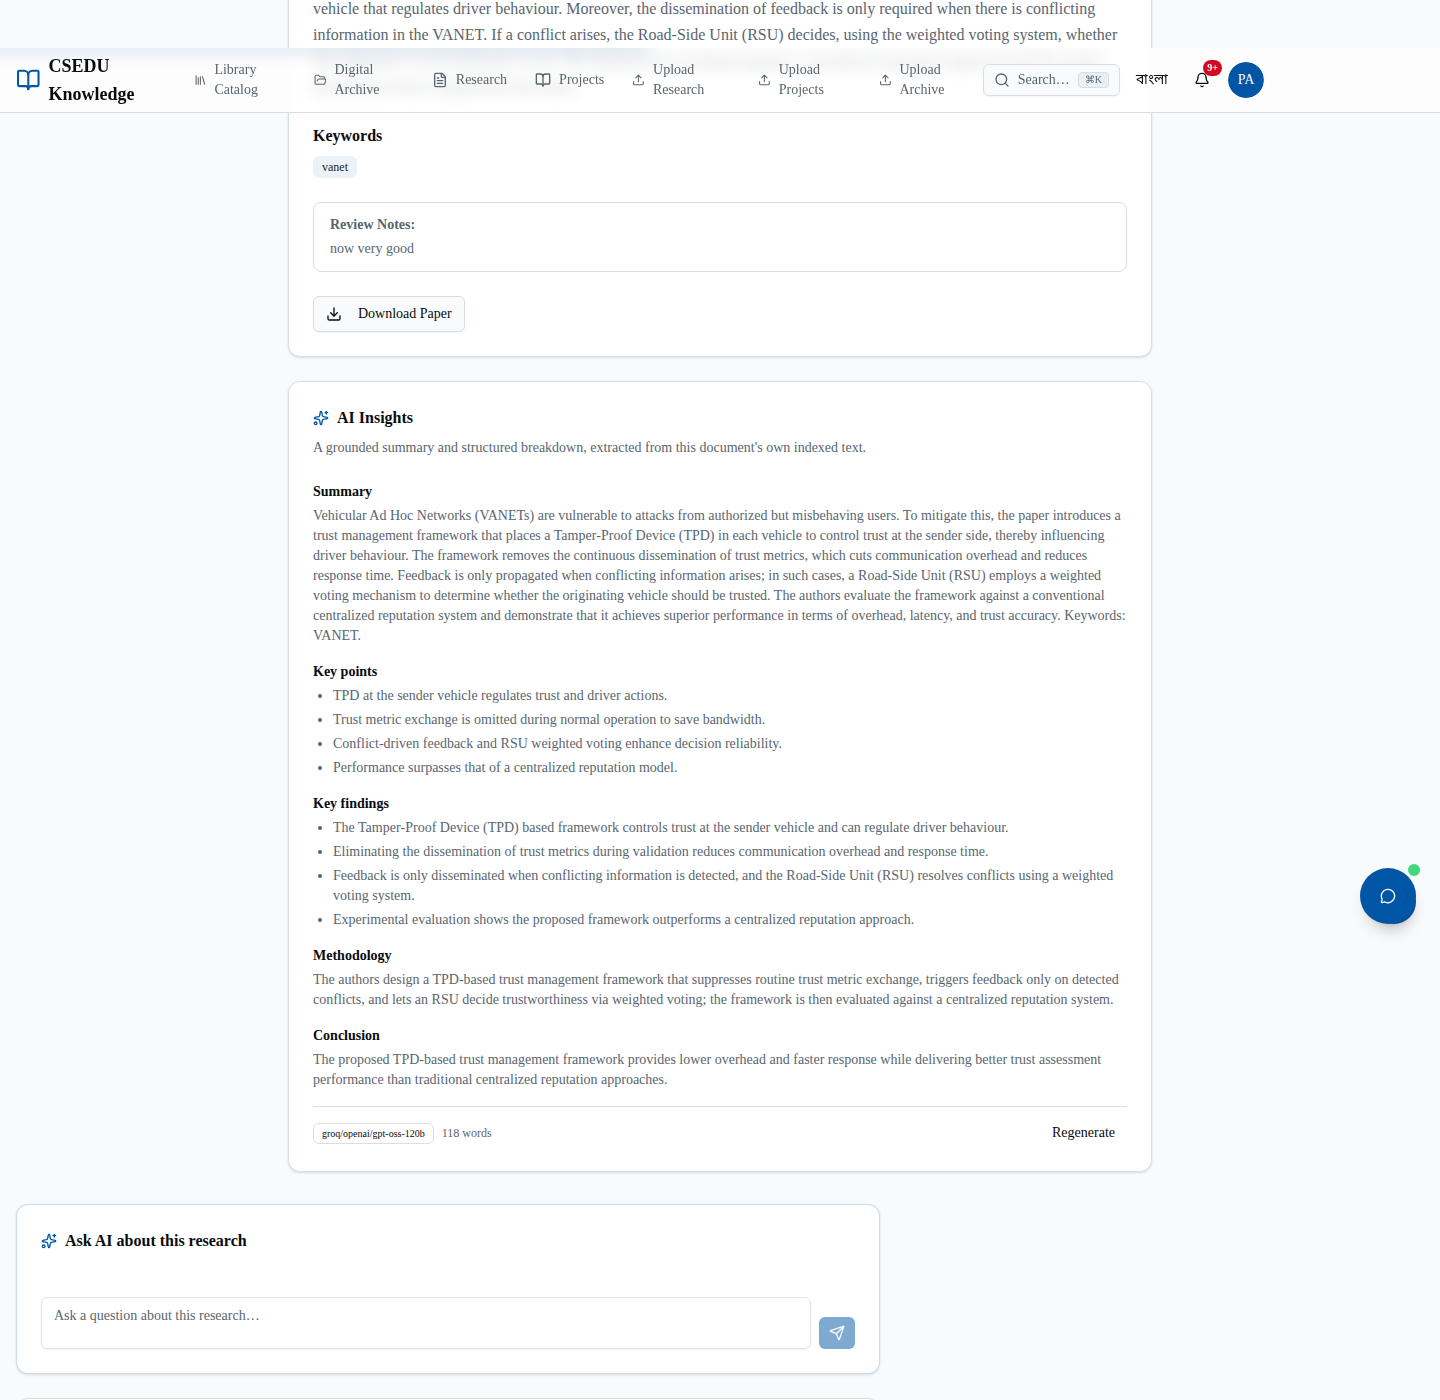 vehicle that regulates driver behaviour. Moreover, the dissemination of feedback is only required when there is conflicting
information in the VANET. If a conflict arises, the Road-Side Unit (RSU) decides, using the weighted voting system, whether
CSEDU Knowledge
Library Catalog
Digital Archive
Research
Projects
Upload Research
Upload Projects
Upload Archive
Search… ⌘K
বাংলা
9+
PA
Keywords
vanet
Review Notes:
now very good
Download Paper
AI Insights
A grounded summary and structured breakdown, extracted from this document's own indexed text.
Summary
Vehicular Ad Hoc Networks (VANETs) are vulnerable to attacks from authorized but misbehaving users. To mitigate this, the paper introduces a
trust management framework that places a Tamper-Proof Device (TPD) in each vehicle to control trust at the sender side, thereby influencing
driver behaviour. The framework removes the continuous dissemination of trust metrics, which cuts communication overhead and reduces
response time. Feedback is only propagated when conflicting information arises; in such cases, a Road-Side Unit (RSU) employs a weighted
voting mechanism to determine whether the originating vehicle should be trusted. The authors evaluate the framework against a conventional
centralized reputation system and demonstrate that it achieves superior performance in terms of overhead, latency, and trust accuracy. Keywords:
VANET.
Key points
• TPD at the sender vehicle regulates trust and driver actions.
• Trust metric exchange is omitted during normal operation to save bandwidth.
• Conflict-driven feedback and RSU weighted voting enhance decision reliability.
• Performance surpasses that of a centralized reputation model.
Key findings
• The Tamper-Proof Device (TPD) based framework controls trust at the sender vehicle and can regulate driver behaviour.
• Eliminating the dissemination of trust metrics during validation reduces communication overhead and response time.
• Feedback is only disseminated when conflicting information is detected, and the Road-Side Unit (RSU) resolves conflicts using a weighted
voting system.
• Experimental evaluation shows the proposed framework outperforms a centralized reputation approach.
Methodology
The authors design a TPD-based trust management framework that suppresses routine trust metric exchange, triggers feedback only on detected
conflicts, and lets an RSU decide trustworthiness via weighted voting; the framework is then evaluated against a centralized reputation system.
Conclusion
The proposed TPD-based trust management framework provides lower overhead and faster response while delivering better trust assessment
performance than traditional centralized reputation approaches.
groq/openai/gpt-oss-120b 118 words
Regenerate
Ask AI about this research
Ask a question about this research…